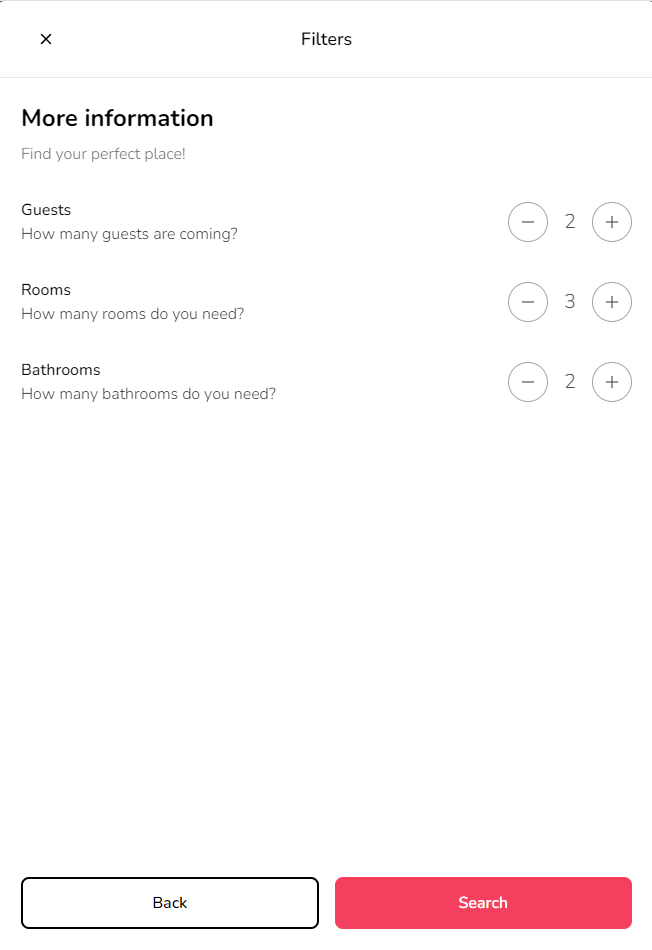 Filters
More information
Find your perfect place!
Guests
How many guests are coming?
2
Rooms
How many rooms do you need?
3
Bathrooms
How many bathrooms do you need?
2
Back
Search